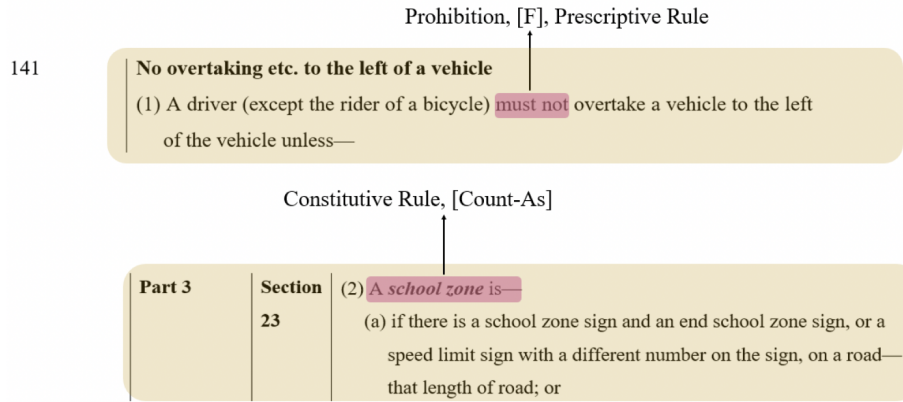 Prohibition, [F], Prescriptive Rule
141
No overtaking etc. to the left of a vehicle
(1) A driver (except the rider of a bicycle) must not overtake a vehicle to the left
of the vehicle unless—
Constitutive Rule, [Count-As]
Part 3 Section (2) A school zone is—
23 (a) if there is a school zone sign and an end school zone sign, or a
speed limit sign with a different number on the sign, on a road—
that length of road; or